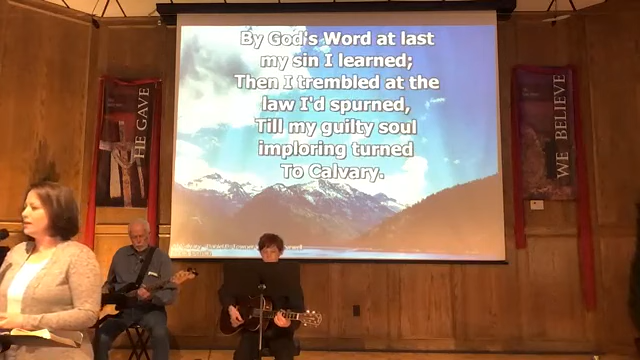 By God's Word at last
my sin I learned;
Then I trembled at the
law I'd spurned,
Till my guilty soul
imploring turned
To Calvary.
HE GAVE
WE BELIEVE